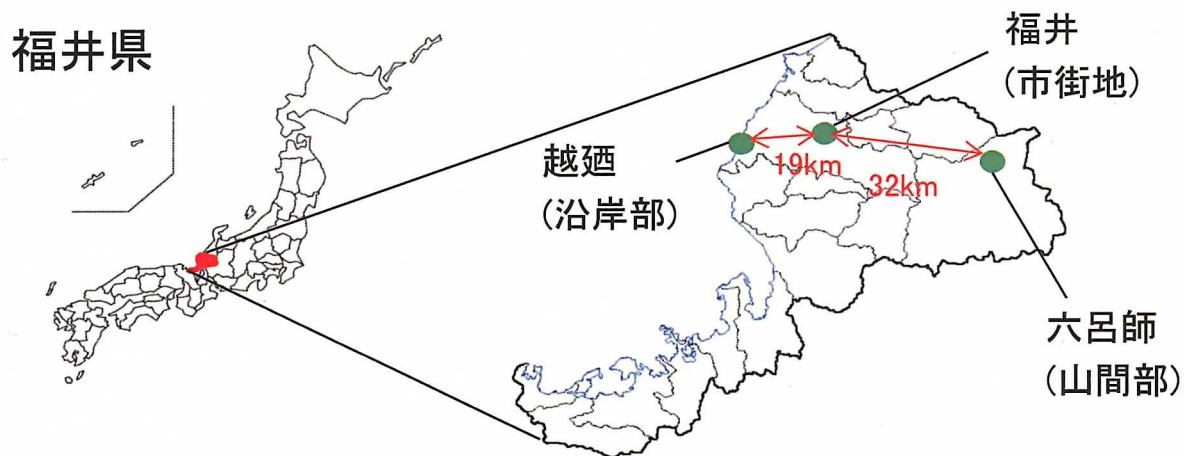 福井県
福井
(市街地)
越廼
(沿岸部)
19km
32km
六呂師
(山間部)